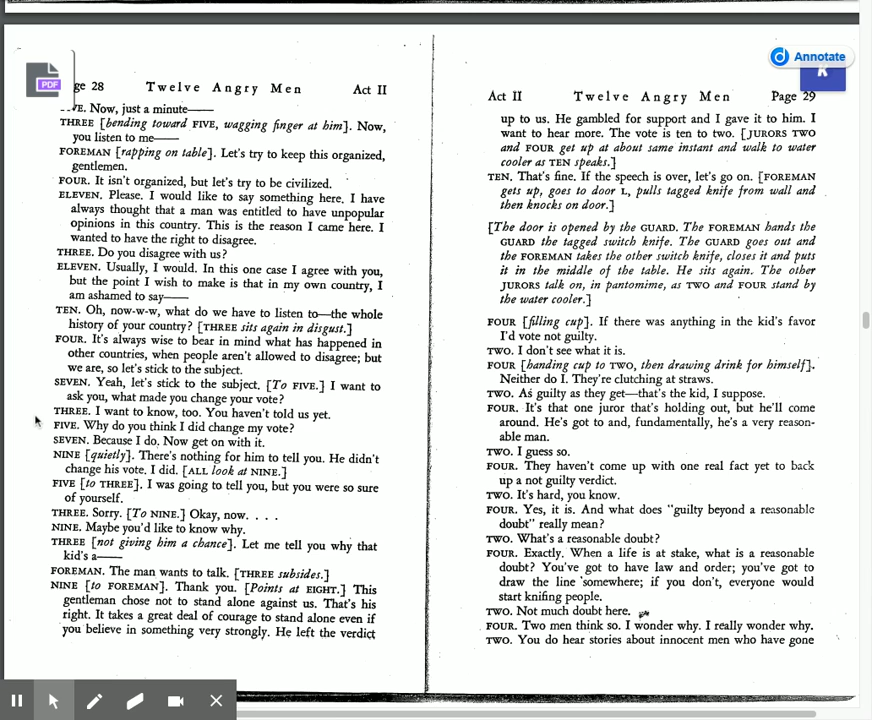 PDF
ge 28 Twelve Angry Men Act II
VE. Now, just a minute——
THREE [bending toward FIVE, wagging finger at him]. Now,
you listen to me——
FOREMAN [rapping on table]. Let's try to keep this organized,
gentlemen.
FOUR. It isn't organized, but let's try to be civilized.
ELEVEN. Please. I would like to say something here. I have
always thought that a man was entitled to have unpopular
opinions in this country. This is the reason I came here. I
wanted to have the right to disagree.
THREE. Do you disagree with us?
ELEVEN. Usually, I would. In this one case I agree with you,
but the point I wish to make is that in my own country, I
am ashamed to say——
TEN. Oh, now-w-w, what do we have to listen to—the whole
history of your country? [THREE sits again in disgust.]
FOUR. It's always wise to bear in mind what has happened in
other countries, when people aren't allowed to disagree; but
we are, so let's stick to the subject.
SEVEN. Yeah, let's stick to the subject. [To FIVE.] I want to
ask you, what made you change your vote?
THREE. I want to know, too. You haven't told us yet.
FIVE. Why do you think I did change my vote?
SEVEN. Because I do. Now get on with it.
NINE [quietly]. There's nothing for him to tell you. He didn't
change his vote. I did. [ALL look at NINE.]
FIVE [to THREE]. I was going to tell you, but you were so sure
of yourself.
THREE. Sorry. [To NINE.] Okay, now. . . .
NINE. Maybe you'd like to know why.
THREE [not giving him a chance]. Let me tell you why that
kid's a——
FOREMAN. The man wants to talk. [THREE subsides.]
NINE [to FOREMAN]. Thank you. [Points at EIGHT.] This
gentleman chose not to stand alone against us. That's his
right. It takes a great deal of courage to stand alone even if
you believe in something very strongly. He left the verdict
Annotate
K
Act II Twelve Angry Men Page 29
up to us. He gambled for support and I gave it to him. I
want to hear more. The vote is ten to two. [JURORS TWO
and FOUR get up at about same instant and walk to water
cooler as TEN speaks.]
TEN. That's fine. If the speech is over, let's go on. [FOREMAN
gets up, goes to door L, pulls tagged knife from wall and
then knocks on door.]
[The door is opened by the GUARD. The FOREMAN hands the
GUARD the tagged switch knife. The GUARD goes out and
the FOREMAN takes the other switch knife, closes it and puts
it in the middle of the table. He sits again. The other
JURORS talk on, in pantomime, as TWO and FOUR stand by
the water cooler.]
FOUR [filling cup]. If there was anything in the kid's favor
I'd vote not guilty.
TWO. I don't see what it is.
FOUR [handing cup to TWO, then drawing drink for himself].
Neither do I. They're clutching at straws.
TWO. As guilty as they get—that's the kid, I suppose.
FOUR. It's that one juror that's holding out, but he'll come
around. He's got to and, fundamentally, he's a very reason-
able man.
TWO. I guess so.
FOUR. They haven't come up with one real fact yet to back
up a not guilty verdict.
TWO. It's hard, you know.
FOUR. Yes, it is. And what does "guilty beyond a reasonable
doubt" really mean?
TWO. What's a reasonable doubt?
FOUR. Exactly. When a life is at stake, what is a reasonable
doubt? You've got to have law and order; you've got to
draw the line somewhere; if you don't, everyone would
start knifing people.
TWO. Not much doubt here.
FOUR. Two men think so. I wonder why. I really wonder why.
TWO. You do hear stories about innocent men who have gone